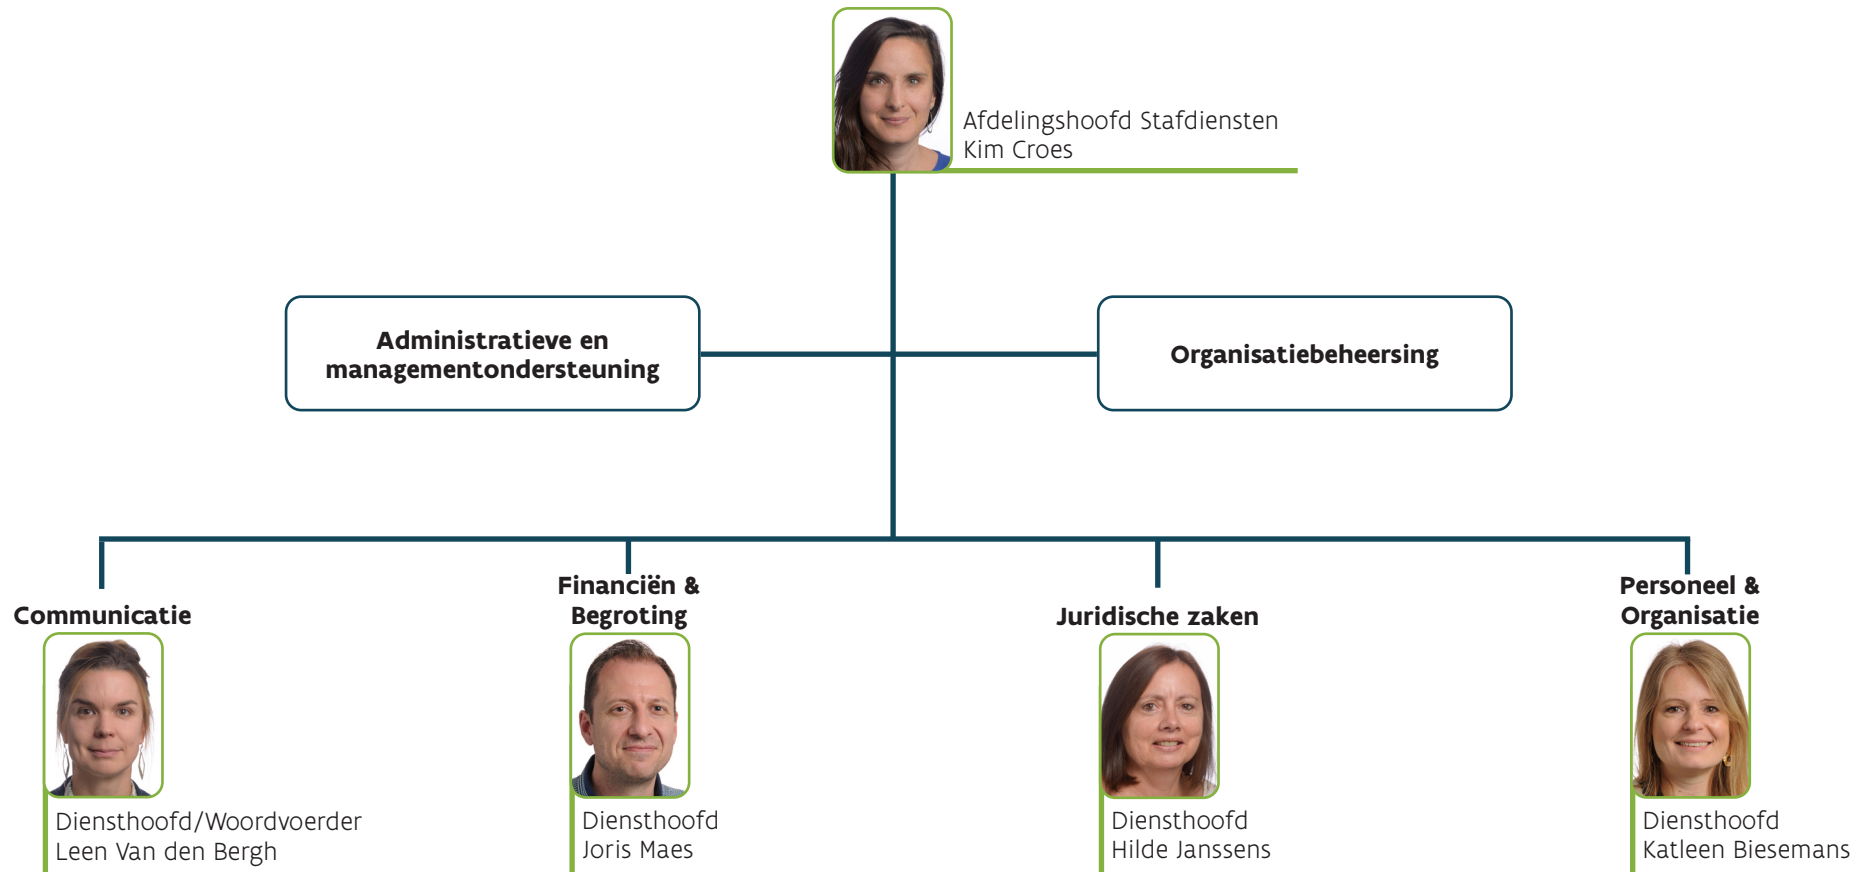 Afdelingshoofd Stafdiensten
Kim Croes
Administratieve en
managementondersteuning
Organisatiebeheersing
Communicatie
Diensthoofd/Woordvoerder
Leen Van den Bergh
Financiën &
Begroting
Diensthoofd
Joris Maes
Juridische zaken
Diensthoofd
Hilde Janssens
Personeel &
Organisatie
Diensthoofd
Katleen Biesemans